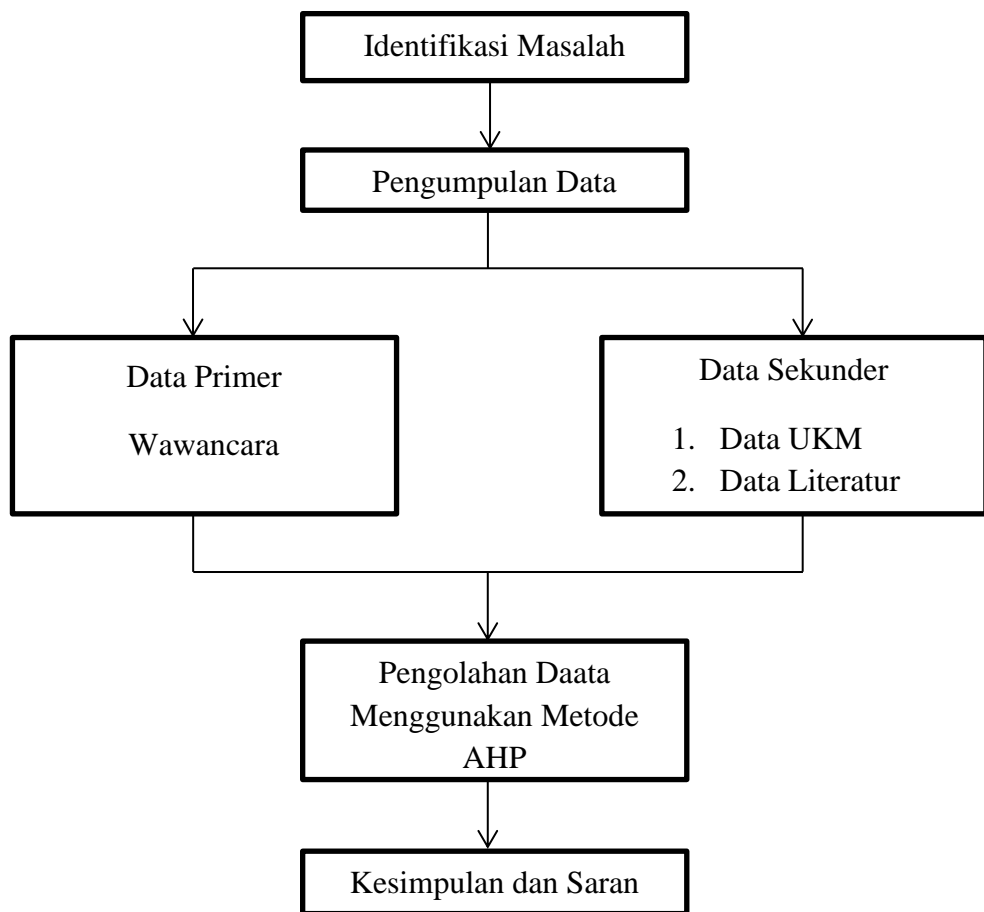 Identifikasi Masalah
Pengumpulan Data
Data Primer
Wawancara
Data Sekunder
1. Data UKM
2. Data Literatur
Pengolahan Daata
Menggunakan Metode
AHP
Kesimpulan dan Saran